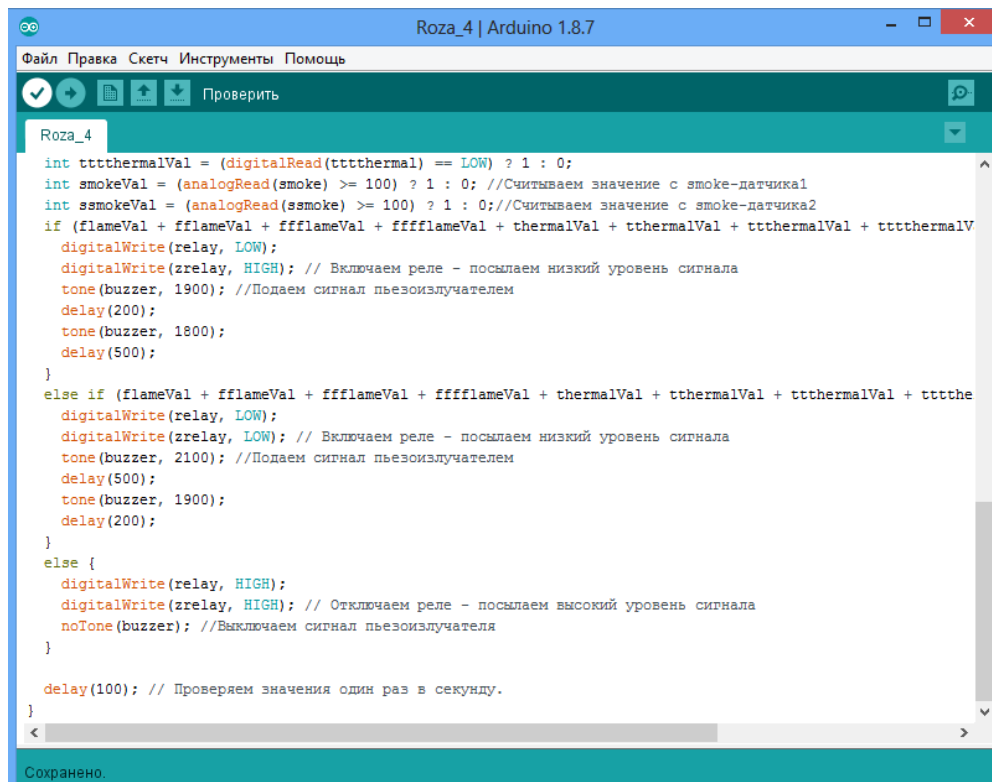 Roza_4 | Arduino 1.8.7
Файл Правка Скетч Инструменты Помощь
Проверить
Roza_4
int ttttthermalVal = (digitalRead(ttttthermal) == LOW) ? 1 : 0;
int smokeVal = (analogRead(smoke) >= 100) ? 1 : 0; //Считываем значение с smoke-датчика1
int ssmokeVal = (analogRead(ssmoke) >= 100) ? 1 : 0;//Считываем значение с smoke-датчика2
if (flameVal + fflameVal + ffflameVal + fffflameVal + thermalVal + tthermalVal + ttthermalVal + tttthermalV
digitalWrite(relay, LOW);
digitalWrite(zrelay, HIGH); // Включаем реле - посылаем низкий уровень сигнала
tone(buzzer, 1900); //Подаем сигнал пьезоизлучателем
delay(200);
tone(buzzer, 1800);
delay(500);
}
else if (flameVal + fflameVal + ffflameVal + fffflameVal + thermalVal + tthermalVal + ttthermalVal + ttttthe
digitalWrite(relay, LOW);
digitalWrite(zrelay, LOW); // Включаем реле - посылаем низкий уровень сигнала
tone(buzzer, 2100); //Подаем сигнал пьезоизлучателем
delay(500);
tone(buzzer, 1900);
delay(200);
}
else {
digitalWrite(relay, HIGH);
digitalWrite(zrelay, HIGH); // Отключаем реле - посылаем высокий уровень сигнала
noTone(buzzer); //Выключаем сигнал пьезоизлучателя
}
delay(100); // Проверяем значения один раз в секунду.
}
Сохранено.